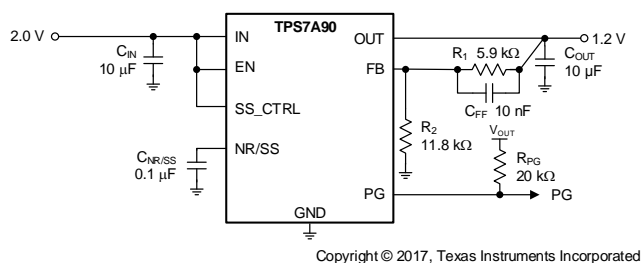 TPS7A90
2.0 V
IN
OUT
1.2 V
C_IN
10 µF
EN
FB
R_1 5.9 kΩ
C_OUT
10 µF
SS_CTRL
C_FF 10 nF
R_2
11.8 kΩ
V_OUT
C_NR/SS
0.1 µF
NR/SS
R_PG
20 kΩ
PG
PG
GND
Copyright © 2017, Texas Instruments Incorporated